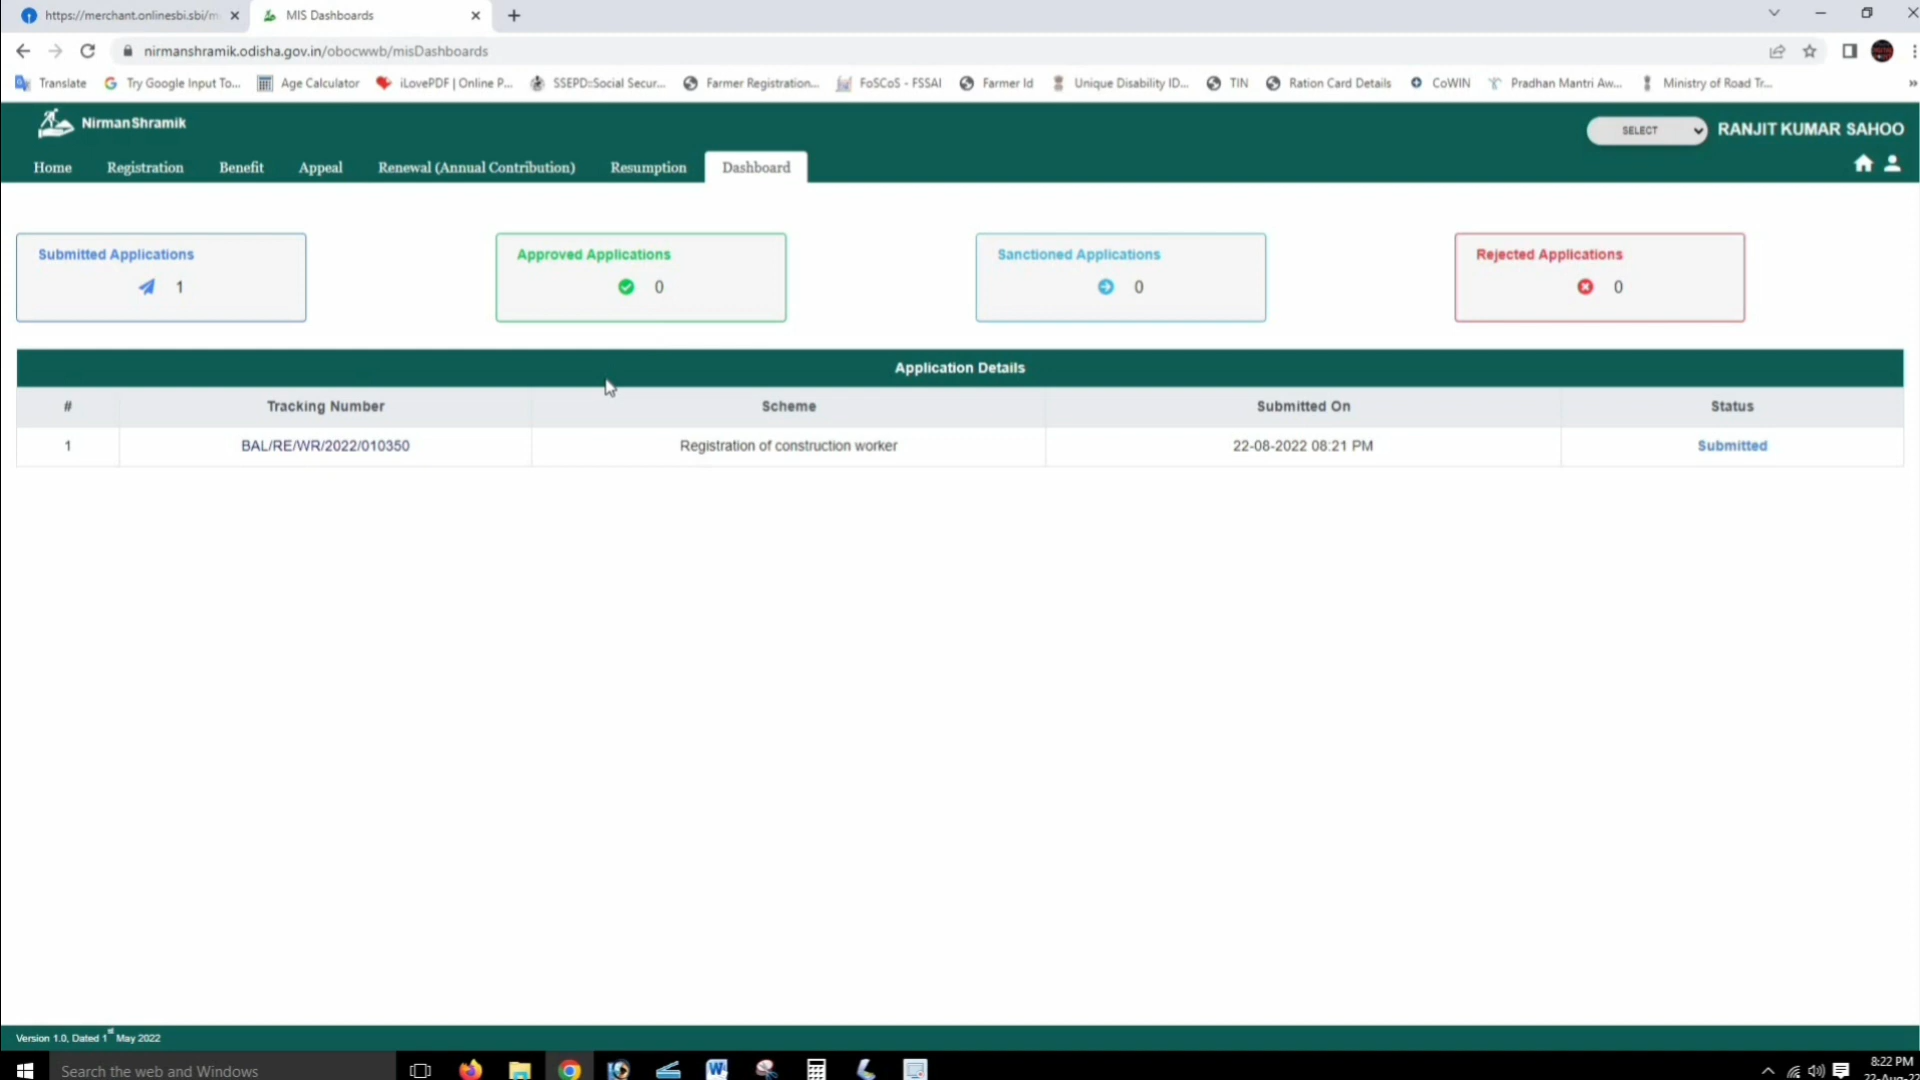 https://merchant.onlinesbi.sbi/m
MIS Dashboards
nirmanshramik.odisha.gov.in/obocwwb/misDashboards
Translate
Try Google Input To...
Age Calculator
iLovePDF | Online P...
SSEPD::Social Secur...
Farmer Registration...
FoSCoS - FSSAI
Farmer Id
Unique Disability ID...
TIN
Ration Card Details
CoWIN
Pradhan Mantri Aw...
Ministry of Road Tr...
»
NirmanShramik
SELECT
RANJIT KUMAR SAHOO
Home Registration Benefit Appeal Renewal (Annual Contribution) Resumption Dashboard
Submitted Applications Approved Applications Sanctioned Applications Rejected Applications
1 0 0 0
Application Details
# Tracking Number Scheme Submitted On Status
1 BAL/RE/WR/2022/010350 Registration of construction worker 22-08-2022 08:21 PM Submitted
Version 1.0, Dated 1st May 2022
Search the web and Windows
8:22 PM
22-Aug-22